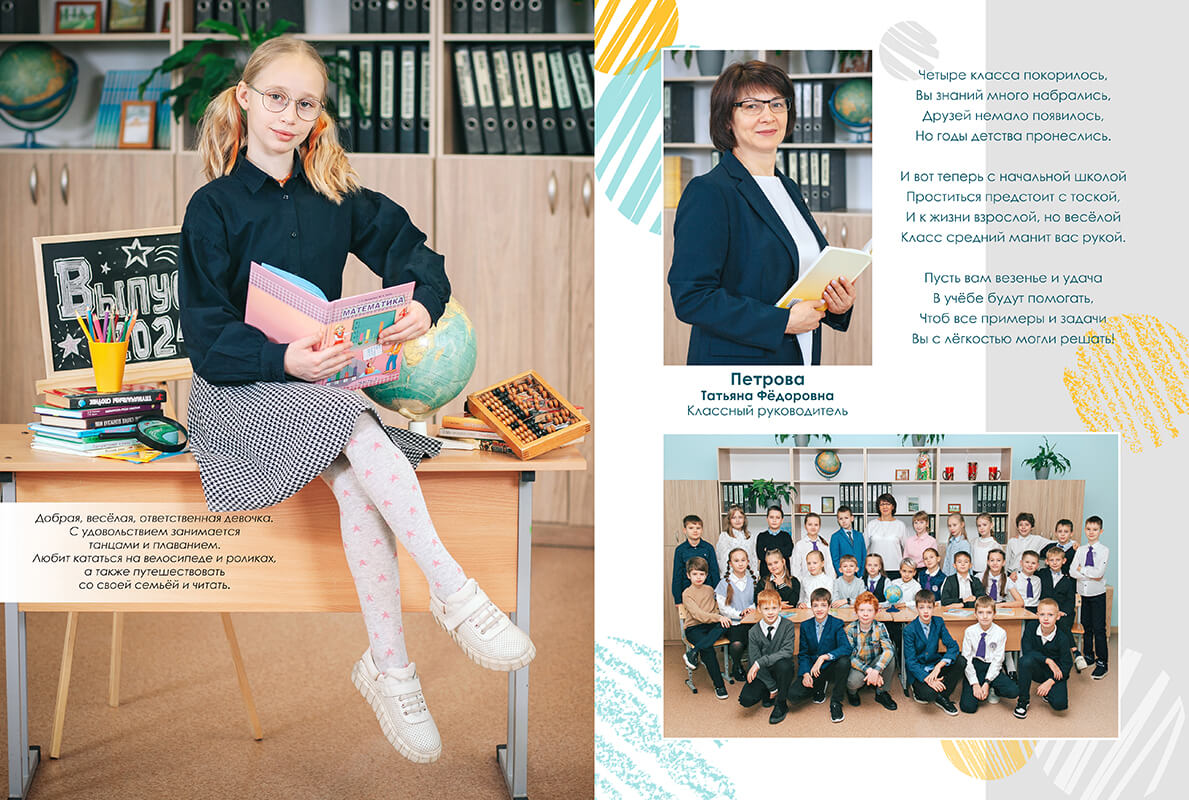 Выпус
2024
МАТЕМАТИКА
Добрая, весёлая, ответственная девочка.
С удовольствием занимается
танцами и плаванием.
Любит кататься на велосипеде и роликах,
а также путешествовать
со своей семьёй и читать.
Четыре класса покорилось,
Вы знаний много набрались,
Друзей немало появилось,
Но годы детства пронеслись.
И вот теперь с начальной школой
Проститься предстоит с тоской,
И к жизни взрослой, но весёлой
Класс средний манит вас рукой.
Пусть вам везенье и удача
В учёбе будут помогать,
Чтоб все примеры и задачи
Вы с лёгкостью могли решать!
Петрова
Татьяна Фёдоровна
Классный руководитель